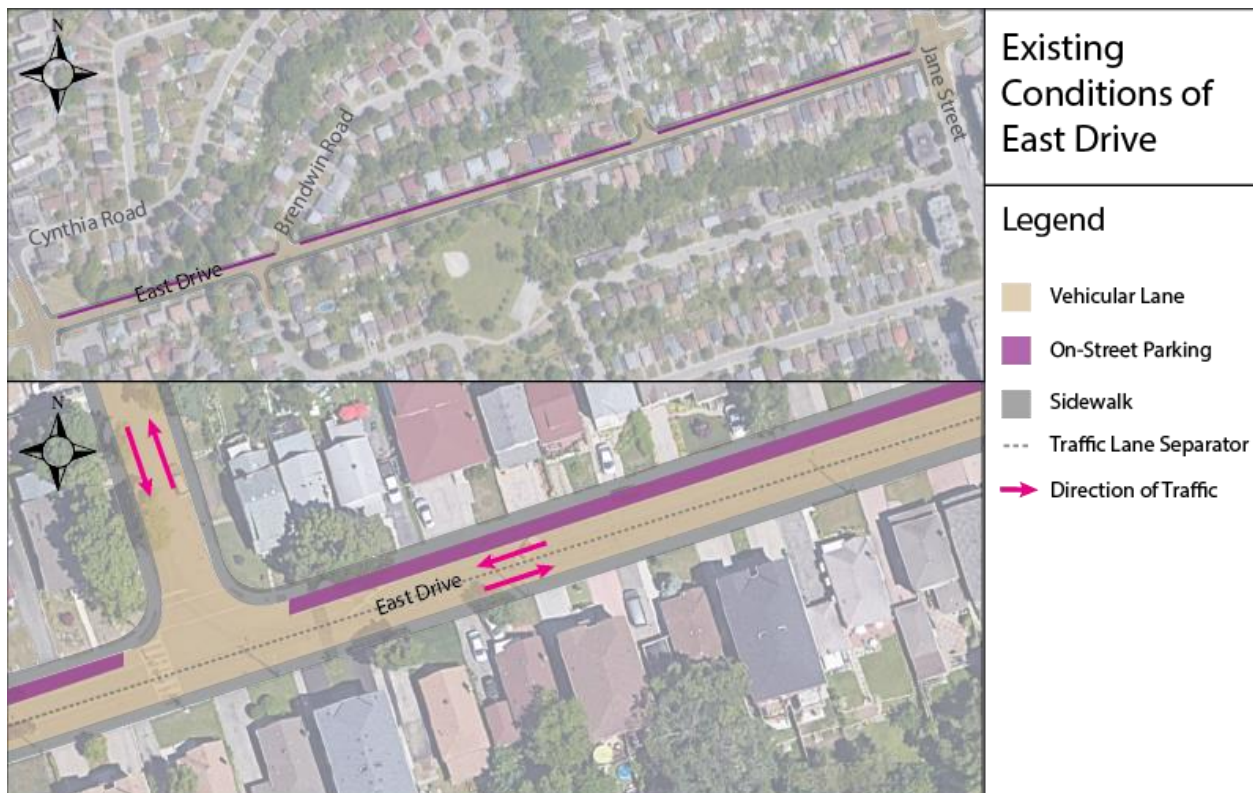 N
Jane Street
Brendwin Road
Cynthia Road
East Drive
N
East Drive
Existing
Conditions of
East Drive
Legend
Vehicular Lane
On-Street Parking
Sidewalk
Traffic Lane Separator
Direction of Traffic